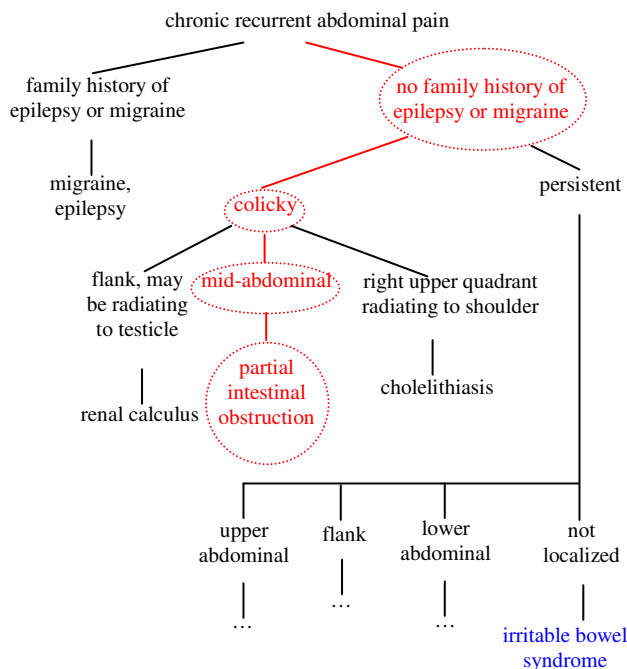 chronic recurrent abdominal pain
family history of
epilepsy or migraine
no family history of
epilepsy or migraine
migraine,
epilepsy
persistent
colicky
flank, may
be radiating
to testicle
mid-abdominal
right upper quadrant
radiating to shoulder
renal calculus
partial
intestinal
obstruction
cholelithiasis
upper
abdominal
flank
lower
abdominal
not
localized
…
…
…
irritable bowel
syndrome